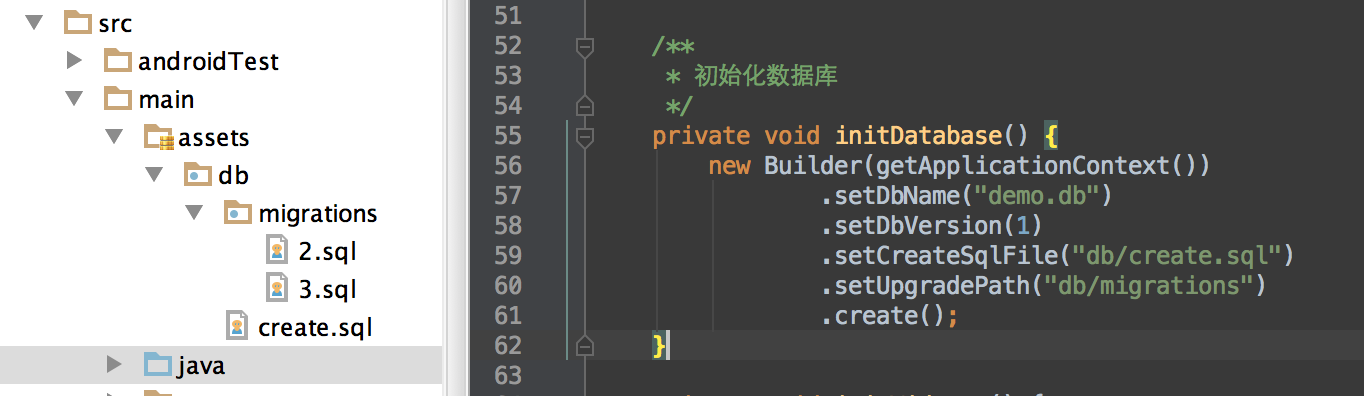 src
androidTest
main
assets
db
migrations
2.sql
3.sql
create.sql
java
51
52 /**
53 * 初始化数据库
54 */
55 private void initDatabase() {
56 new Builder(getApplicationContext())
57 .setDbName("demo.db")
58 .setDbVersion(1)
59 .setCreateSqlFile("db/create.sql")
60 .setUpgradePath("db/migrations")
61 .create();
62 }
63